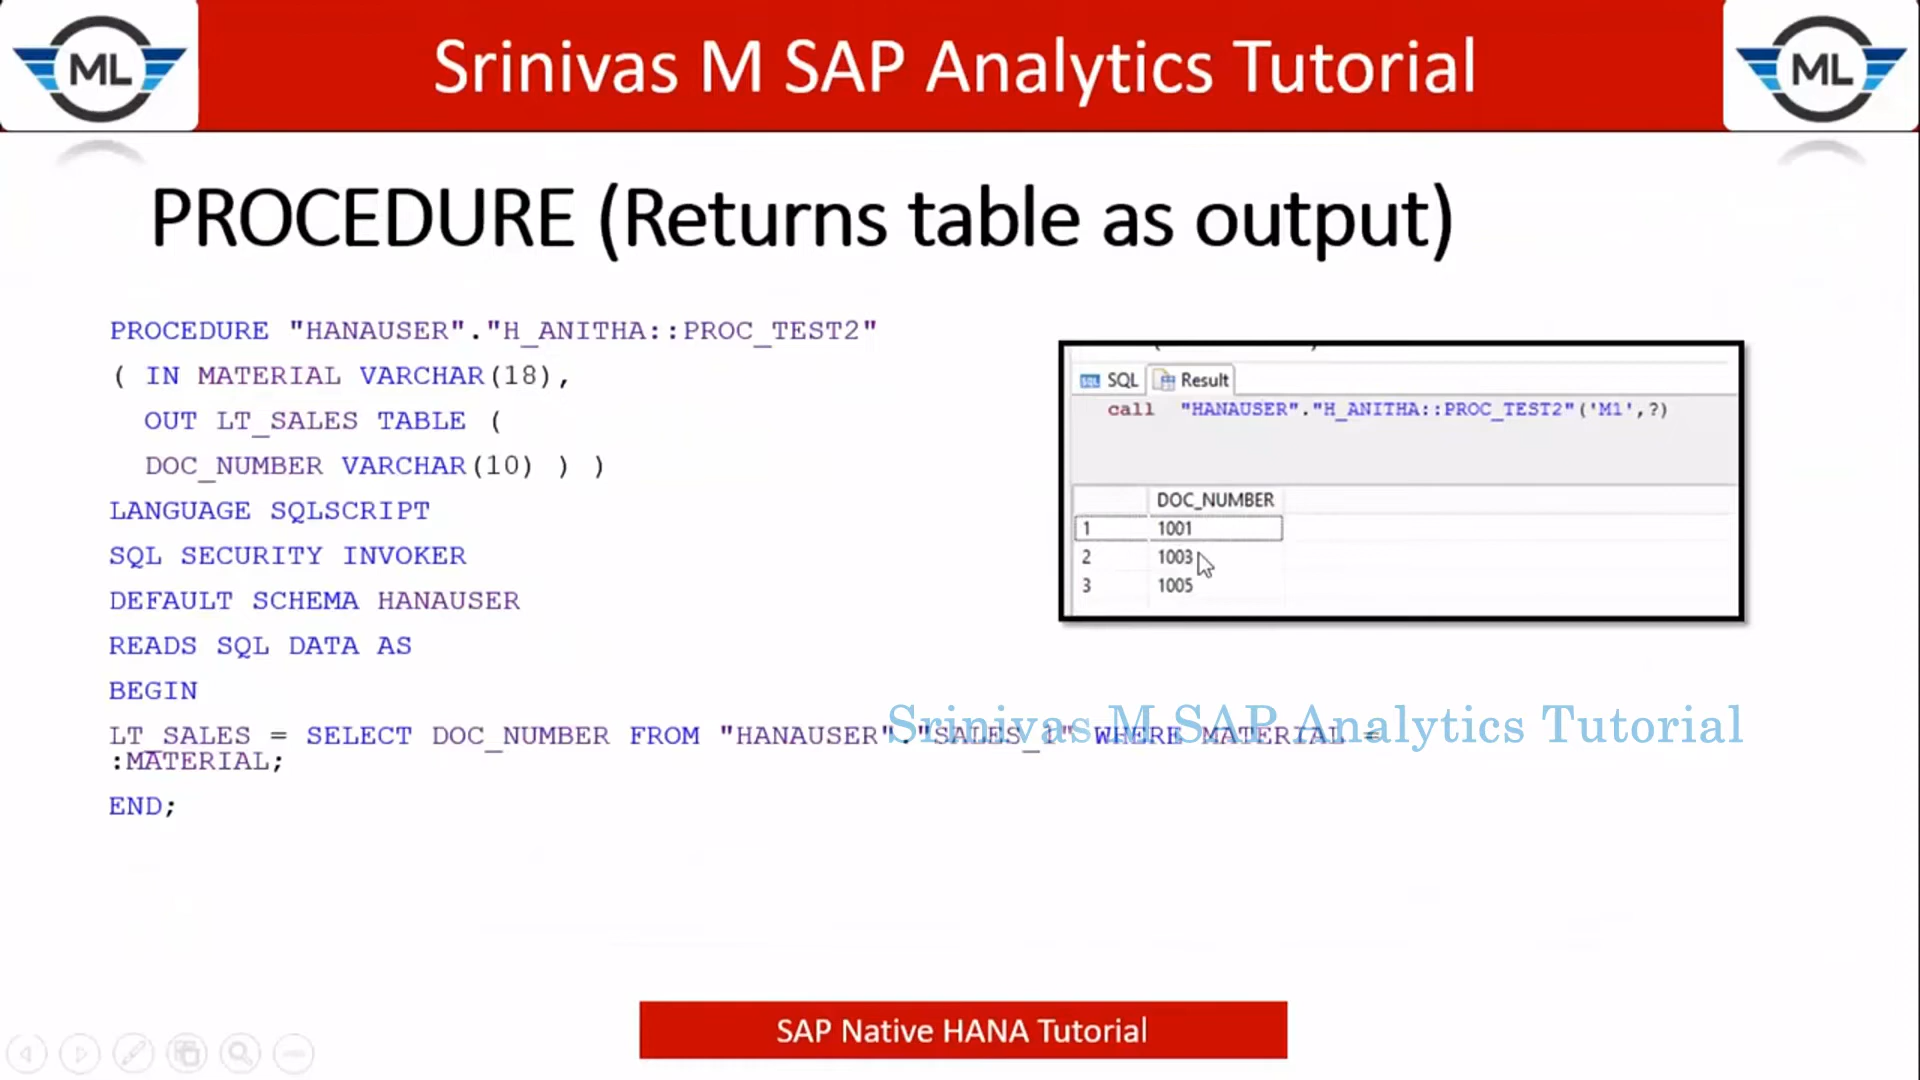 ML
Srinivas M SAP Analytics Tutorial
ML
PROCEDURE (Returns table as output)
PROCEDURE "HANAUSER"."H_ANITHA::PROC_TEST2"
( IN MATERIAL VARCHAR(18),
OUT LT_SALES TABLE (
DOC_NUMBER VARCHAR(10) ) )
LANGUAGE SQLSCRIPT
SQL SECURITY INVOKER
DEFAULT SCHEMA HANAUSER
READS SQL DATA AS
BEGIN
LT_SALES = SELECT DOC_NUMBER FROM "HANAUSER"."SALES_1" WHERE MATERIAL =
:MATERIAL;
END;
SQL Result
call "HANAUSER"."H_ANITHA::PROC_TEST2"('M1',?)
DOC_NUMBER
1 1001
2 1003
3 1005
Srinivas M SAP Analytics Tutorial
SAP Native HANA Tutorial